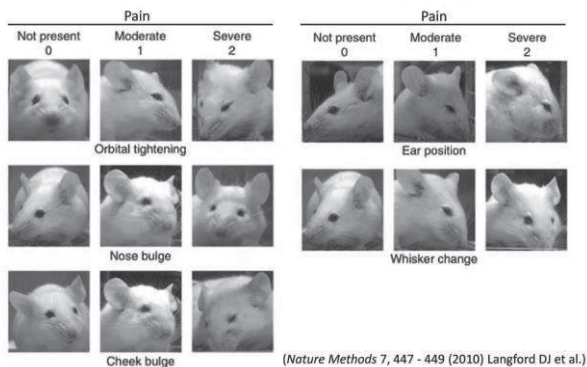 Pain
Not present Moderate Severe
0 1 2
Orbital tightening
Nose bulge
Cheek bulge
Pain
Not present Moderate Severe
0 1 2
Ear position
Whisker change
(Nature Methods 7, 447 - 449 (2010) Langford DJ et al.)